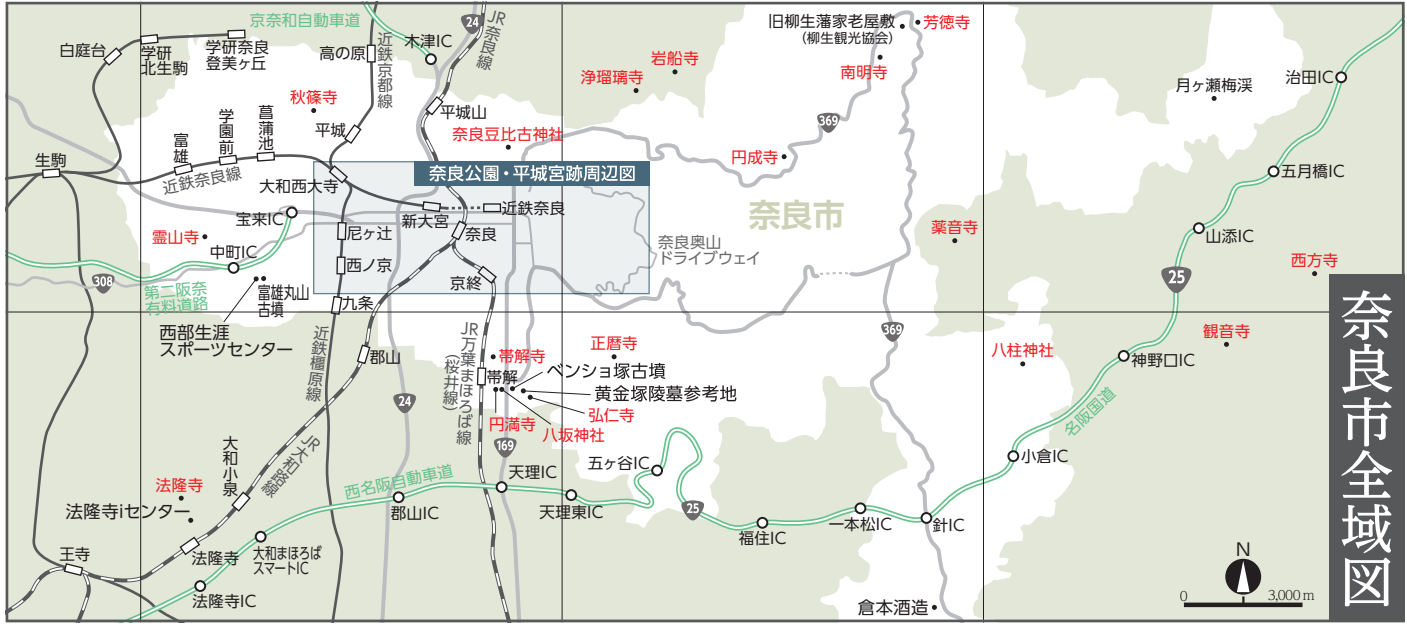 奈良市全域図
京奈和自動車道
24
JR奈良線
白庭台
学研
北生駒
学研奈良
登美ヶ丘
高の原
近鉄京都線
木津IC
旧柳生藩家老屋敷
(柳生観光協会)
芳徳寺
岩船寺
浄瑠璃寺
南明寺
月ヶ瀬梅渓
治田IC
秋篠寺
平城山
369
菖蒲池
学園前
富雄
平城
奈良豆比古神社
円成寺
生駒
近鉄奈良線
大和西大寺
奈良公園・平城宮跡周辺図
五月橋IC
宝来IC
新大宮
近鉄奈良
奈良市
霊山寺
尼ヶ辻
奈良
奈良奥山
ドライブウェイ
薬音寺
山添IC
中町IC
西ノ京
京終
西方寺
308
第二阪奈
有料道路
富雄丸山
古墳
九条
25
西部生涯
スポーツセンター
近鉄橿原線
郡山
JR万葉まほろば線
(桜井線)
帯解寺
正暦寺
369
八柱神社
観音寺
神野口IC
帯解
ベンショ塚古墳
黄金塚陵墓参考地
24
円満寺
弘仁寺
八坂神社
名阪国道
169
大和小泉
JR大和路線
五ヶ谷IC
小倉IC
法隆寺
西名阪自動車道
天理IC
法隆寺iセンター
郡山IC
天理東IC
25
福住IC
一本松IC
針IC
王寺
法隆寺
大和まほろば
スマートIC
法隆寺IC
倉本酒造
N
0
3,000m